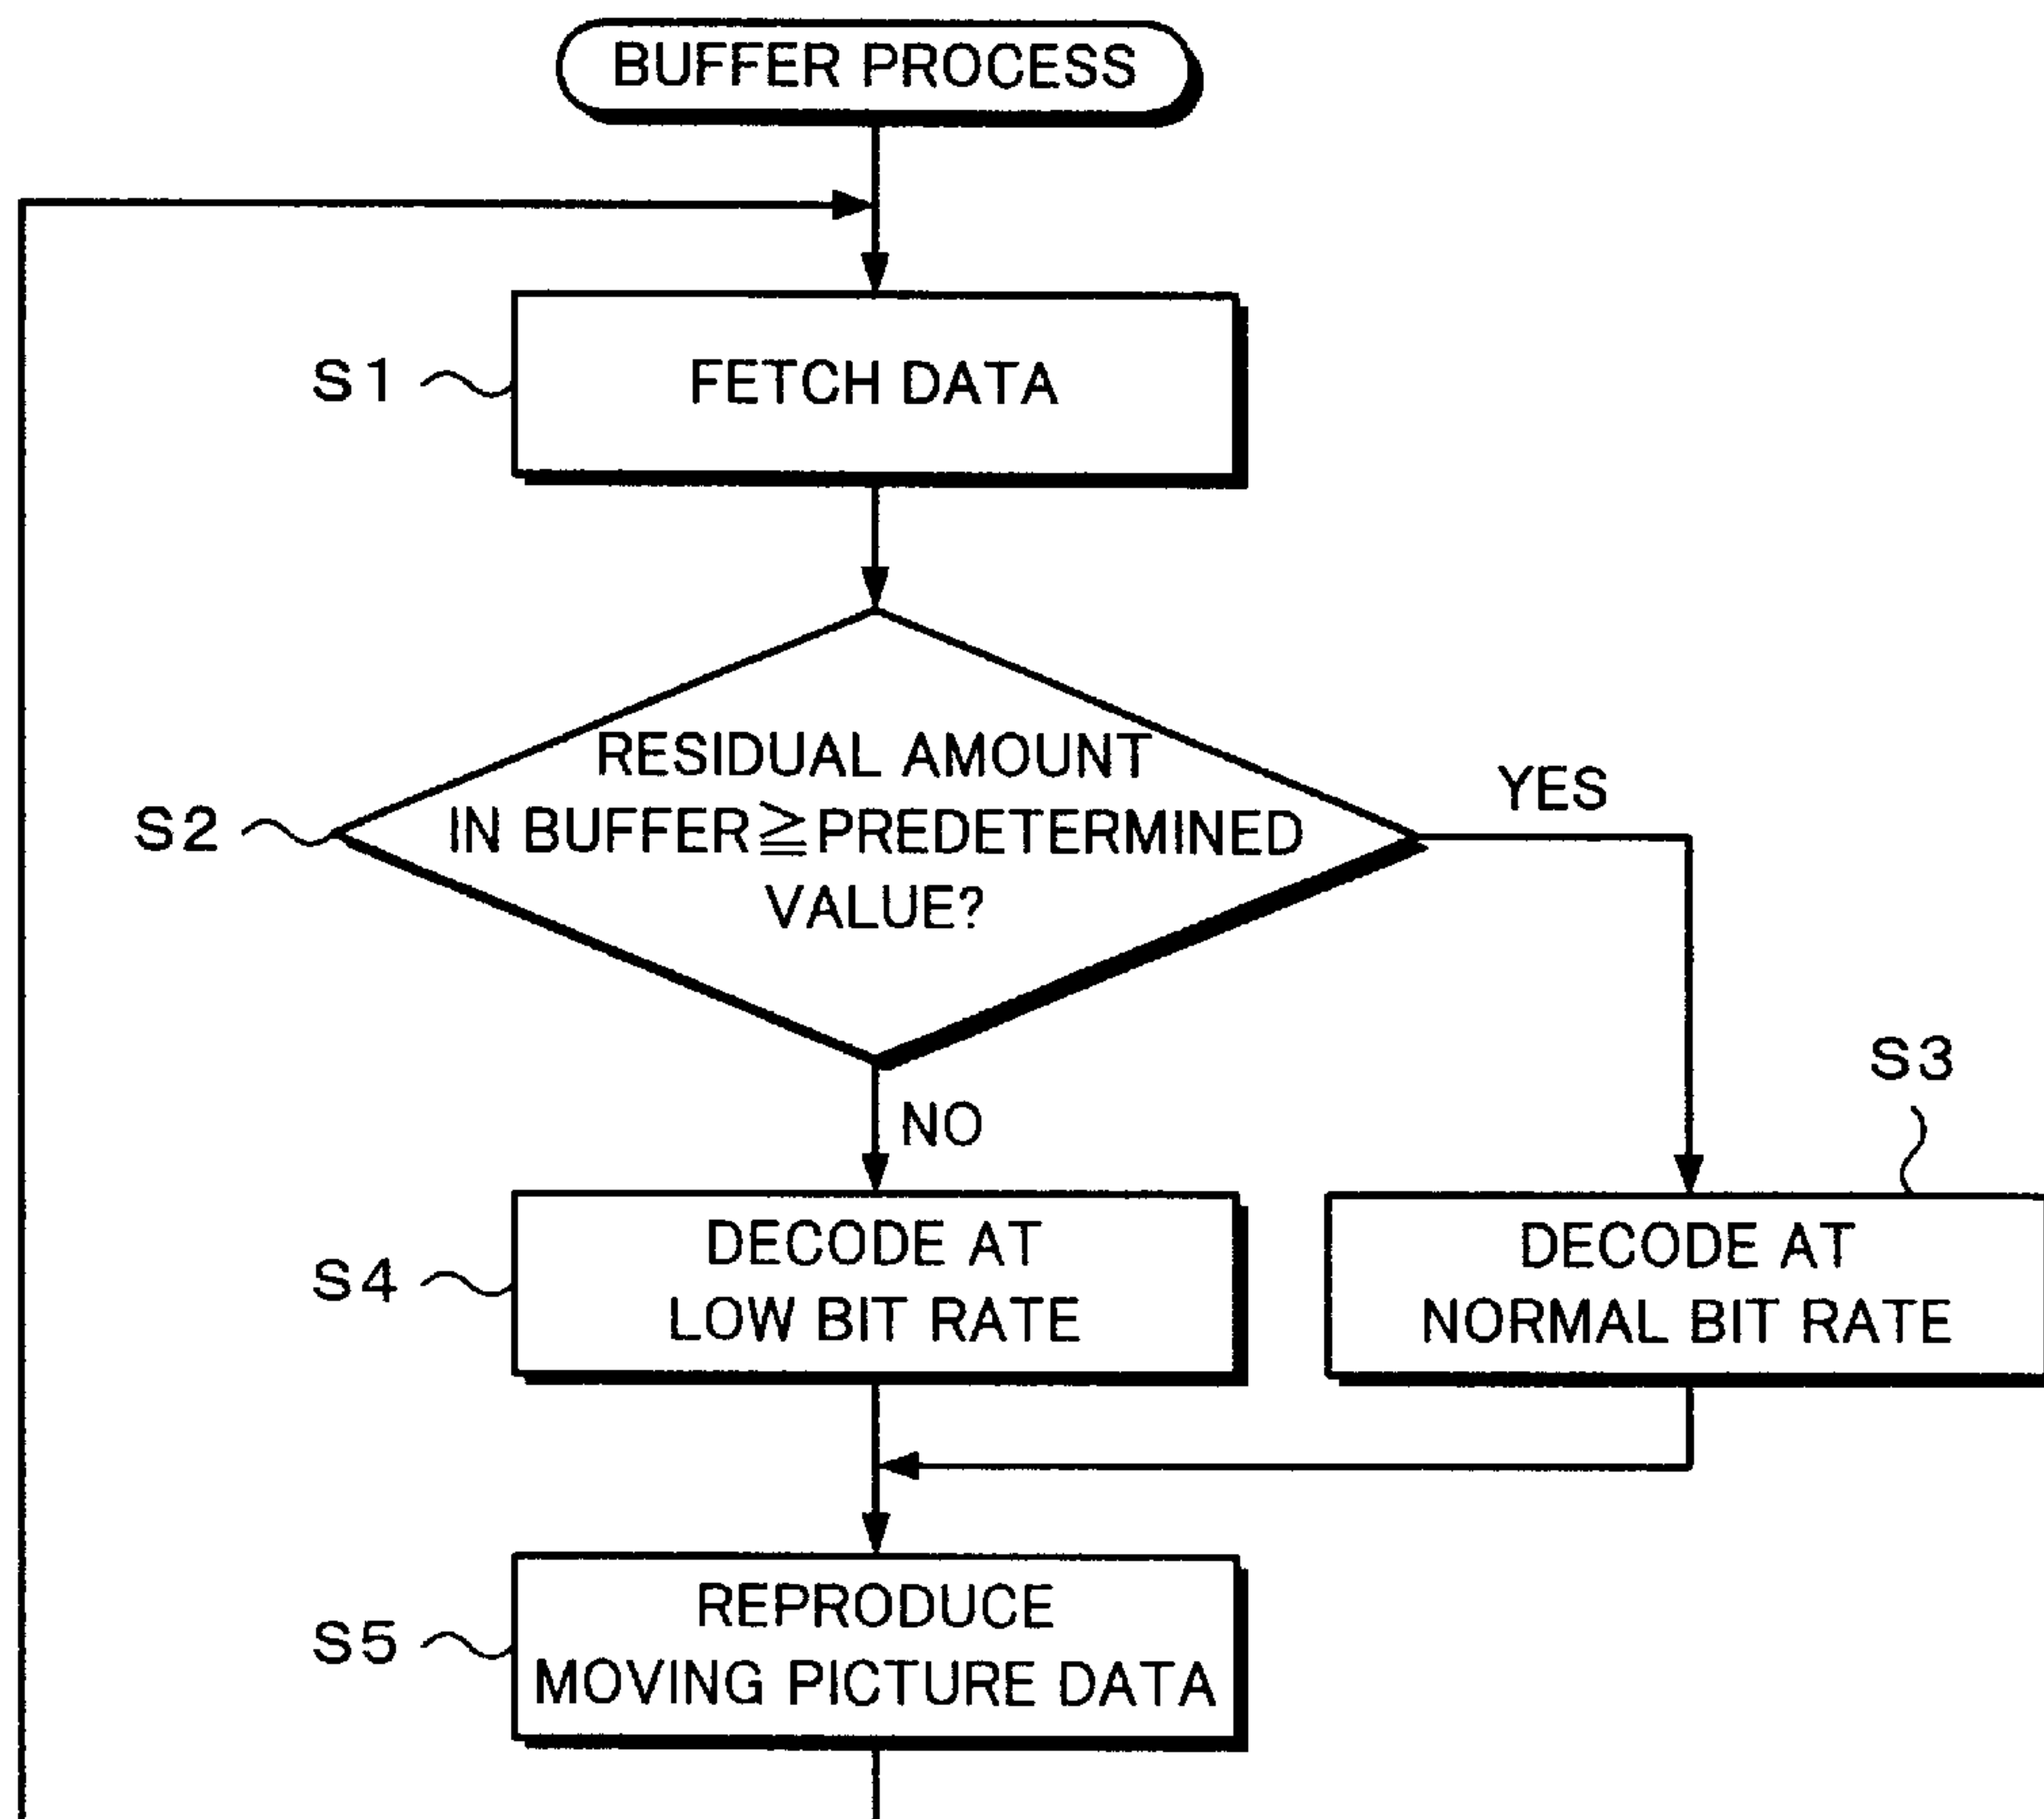 BUFFER PROCESS
S1
FETCH DATA
S2
RESIDUAL AMOUNT
IN BUFFER≧PREDETERMINED
VALUE?
YES
NO
S3
S4
DECODE AT
LOW BIT RATE
DECODE AT
NORMAL BIT RATE
S5
REPRODUCE
MOVING PICTURE DATA